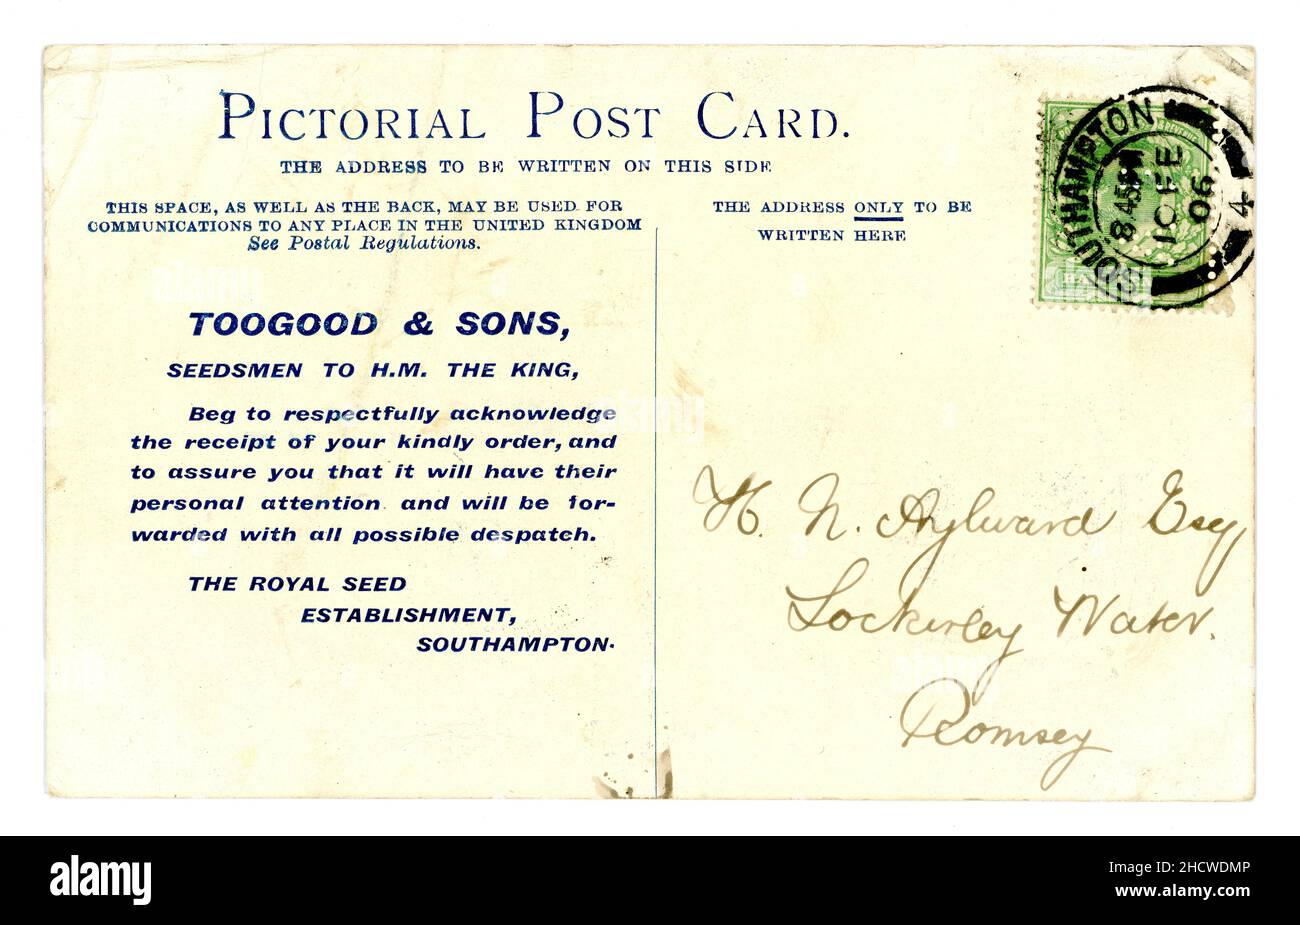 PICTORIAL POST CARD.
THE ADDRESS TO BE WRITTEN ON THIS SIDE
THIS SPACE, AS WELL AS THE BACK, MAY BE USED FOR
COMMUNICATIONS TO ANY PLACE IN THE UNITED KINGDOM
See Postal Regulations.
TOOGOOD & SONS,
SEEDSMEN TO H.M. THE KING,
Beg to respectfully acknowledge
the receipt of your kindly order, and
to assure you that it will have their
personal attention and will be for-
warded with all possible despatch.
THE ROYAL SEED
ESTABLISHMENT,
SOUTHAMPTON.
THE ADDRESS ONLY TO BE
WRITTEN HERE
SOUTHAMPTON
8 45 PM
10 FE
06
4
H. N. Aylward Esq,
Lockerley Water.
Romsey
alamy
Image ID: 2HCWDMP
www.alamy.com